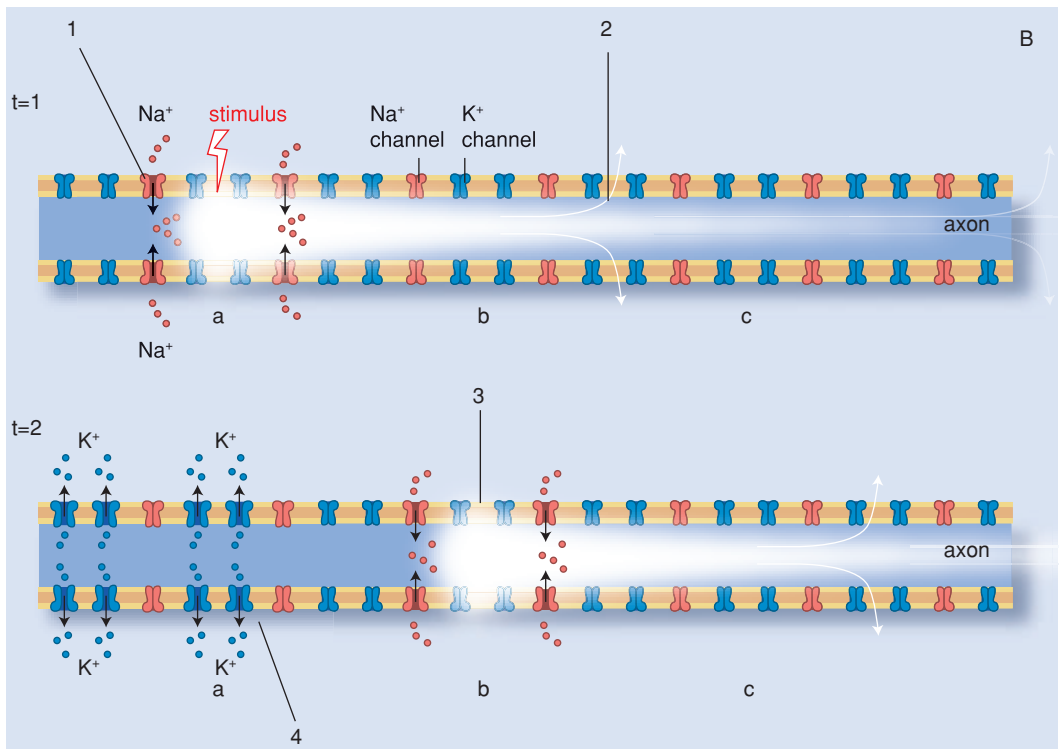 1
2
B
t=1
Na⁺
stimulus
Na⁺
channel
K⁺
channel
axon
a
b
c
Na⁺
3
t=2
K⁺
K⁺
axon
K⁺
K⁺
a
b
c
4